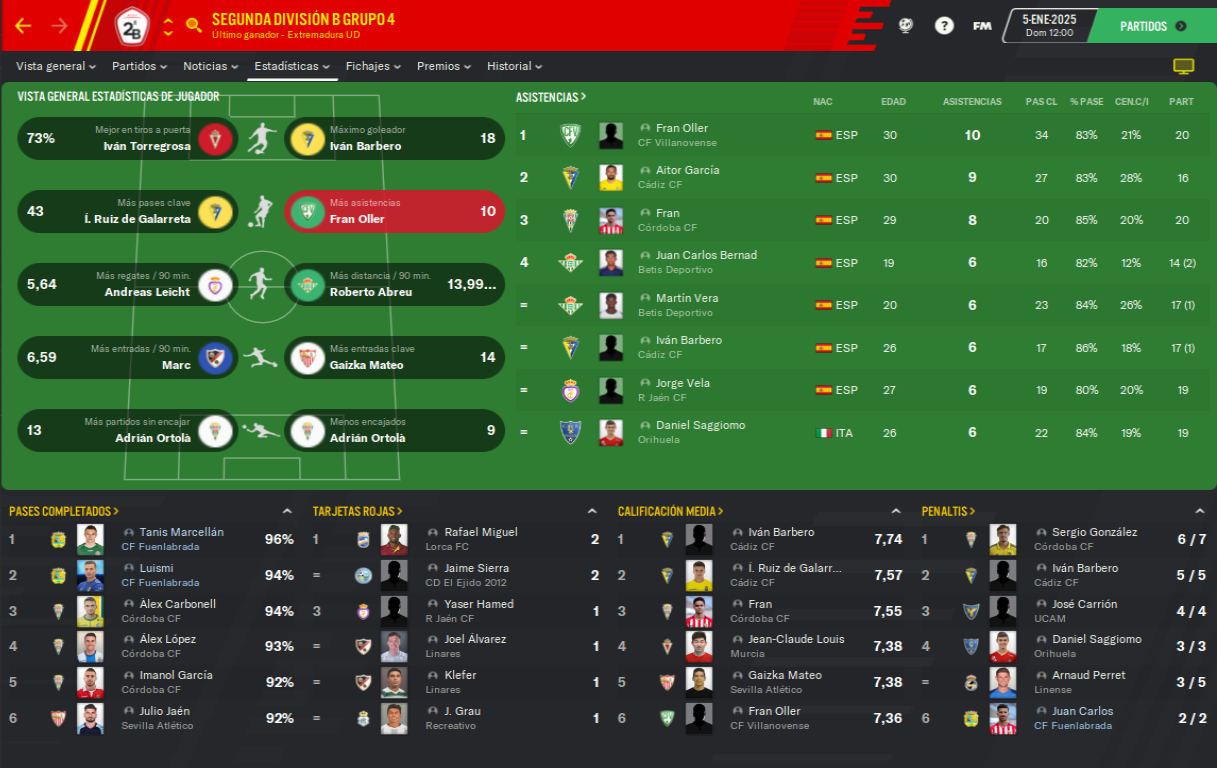 SEGUNDA DIVISIÓN B GRUPO 4
Último ganador - Extremadura UD
2ª B
?
FM
5-ENE-2025
Dom 12:00
PARTIDOS
Vista general
Partidos
Noticias
Estadísticas
Fichajes
Premios
Historial
VISTA GENERAL ESTADÍSTICAS DE JUGADOR
73%
Mejor en tiros a puerta
Iván Torregrosa
Máximo goleador
Iván Barbero
18
43
Más pases clave
Í. Ruiz de Galarreta
Más asistencias
Fran Oller
10
5,64
Más regates / 90 min.
Andreas Leicht
Más distancia / 90 min.
Roberto Abreu
13,99...
6,59
Más entradas / 90 min.
Marc
Más entradas clave
Gaizka Mateo
14
13
Más partidos sin encajar
Adrián Ortolà
Menos encajados
Adrián Ortolà
9
ASISTENCIAS >
NAC EDAD ASISTENCIAS PAS CL % PASE CEN.C/I PART
1 Fran Oller CF Villanovense ESP 30 10 34 83% 21% 20
2 Aitor García Cádiz CF ESP 30 9 27 83% 28% 16
3 Fran Córdoba CF ESP 29 8 20 85% 20% 20
4 Juan Carlos Bernad Betis Deportivo ESP 19 6 16 82% 12% 14 (2)
= Martín Vera Betis Deportivo ESP 20 6 23 84% 26% 17 (1)
= Iván Barbero Cádiz CF ESP 26 6 17 86% 18% 17 (1)
= Jorge Vela R Jaén CF ESP 27 6 19 80% 20% 19
= Daniel Saggiomo Orihuela ITA 26 6 22 84% 19% 19
PASES COMPLETADOS >
1 Tanis Marcellán CF Fuenlabrada 96%
2 Luismi CF Fuenlabrada 94%
3 Àlex Carbonell Córdoba CF 94%
4 Álex López Córdoba CF 93%
5 Imanol García Córdoba CF 92%
6 Julio Jaén Sevilla Atlético 92%
TARJETAS ROJAS >
1 Rafael Miguel Lorca FC 2
= Jaime Sierra CD El Ejido 2012 2
3 Yaser Hamed R Jaén CF 1
= Joel Álvarez Linares 1
= Klefer Linares 1
= J. Grau Recreativo 1
CALIFICACIÓN MEDIA >
1 Iván Barbero Cádiz CF 7,74
2 Í. Ruiz de Galarr... Cádiz CF 7,57
3 Fran Córdoba CF 7,55
4 Jean-Claude Louis Murcia 7,38
5 Gaizka Mateo Sevilla Atlético 7,38
6 Fran Oller CF Villanovense 7,36
PENALTIS >
1 Sergio González Córdoba CF 6 / 7
2 Iván Barbero Cádiz CF 5 / 5
3 José Carrión UCAM 4 / 4
4 Daniel Saggiomo Orihuela 3 / 3
= Arnaud Perret Linense 3 / 5
6 Juan Carlos CF Fuenlabrada 2 / 2